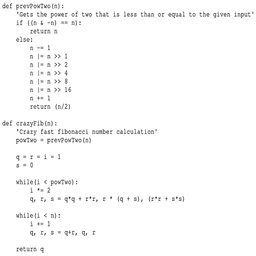 def prevPowTwo(n):
    'Gets the power of two that is less than or equal to the given input'
    if ((n & -n) == n):
        return n
    else:
        n -= 1
        n |= n >> 1
        n |= n >> 2
        n |= n >> 4
        n |= n >> 8
        n |= n >> 16
        n += 1
        return (n/2)

def crazyFib(n):
    'Crazy fast fibonacci number calculation'
    powTwo = prevPowTwo(n)

    q = r = i = 1
    s = 0

    while(i < powTwo):
        i *= 2
        q, r, s = q*q + r*r, r * (q + s), (r*r + s*s)

    while(i < n):
        i += 1
        q, r, s = q+r, q, r

    return q